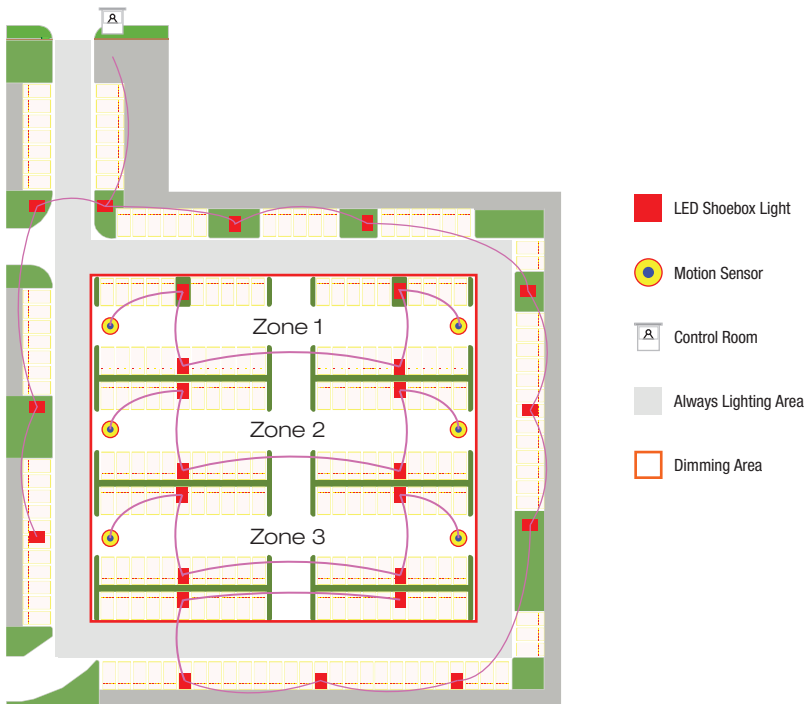 Zone 1
Zone 2
Zone 3
LED Shoebox Light
Motion Sensor
Control Room
Always Lighting Area
Dimming Area